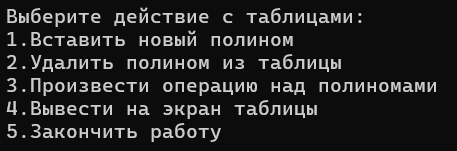 Выберите действие с таблицами:
1.Вставить новый полином
2.Удалить полином из таблицы
3.Произвести операцию над полиномами
4.Вывести на экран таблицы
5.Закончить работу